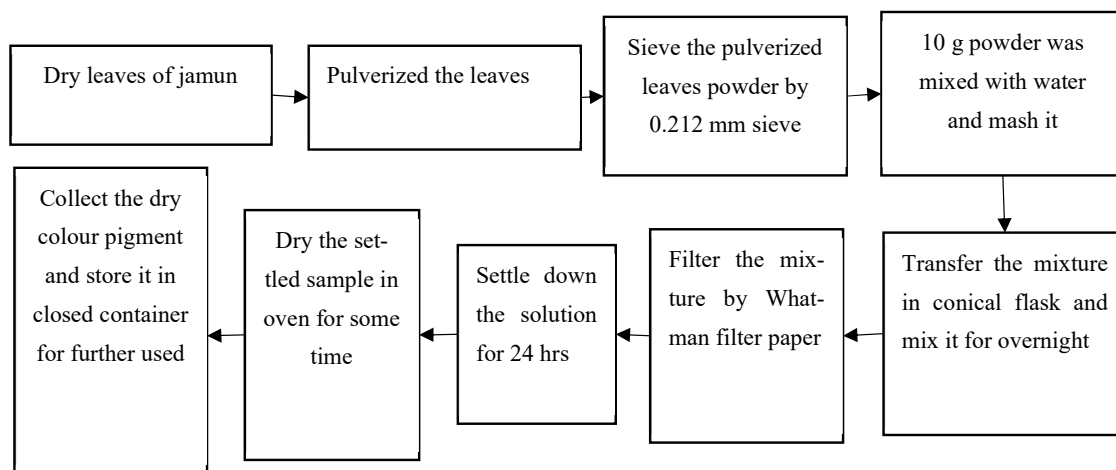 Dry leaves of jamun
Pulverized the leaves
Sieve the pulverized
leaves powder by
0.212 mm sieve
10 g powder was
mixed with water
and mash it
Transfer the mixture
in conical flask and
mix it for overnight
Filter the mix-
ture by What-
man filter paper
Settle down
the solution
for 24 hrs
Dry the set-
tled sample in
oven for some
time
Collect the dry
colour pigment
and store it in
closed container
for further used